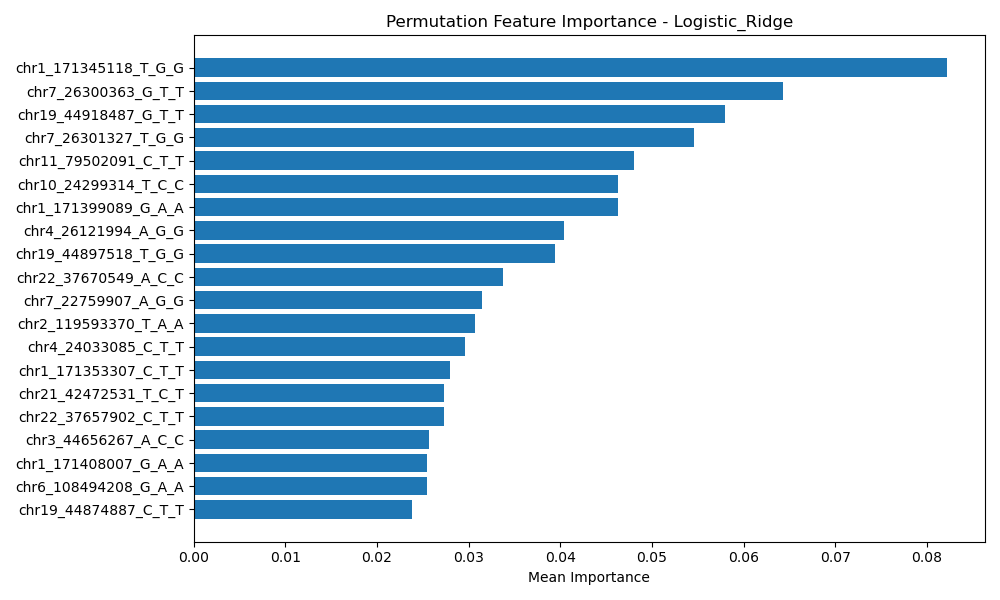 Permutation Feature Importance - Logistic_Ridge
chr1_171345118_T_G_G
chr7_26300363_G_T_T
chr19_44918487_G_T_T
chr7_26301327_T_G_G
chr11_79502091_C_T_T
chr10_24299314_T_C_C
chr1_171399089_G_A_A
chr4_26121994_A_G_G
chr19_44897518_T_G_G
chr22_37670549_A_C_C
chr7_22759907_A_G_G
chr2_119593370_T_A_A
chr4_24033085_C_T_T
chr1_171353307_C_T_T
chr21_42472531_T_C_T
chr22_37657902_C_T_T
chr3_44656267_A_C_C
chr1_171408007_G_A_A
chr6_108494208_G_A_A
chr19_44874887_C_T_T
0.00 0.01 0.02 0.03 0.04 0.05 0.06 0.07 0.08
Mean Importance